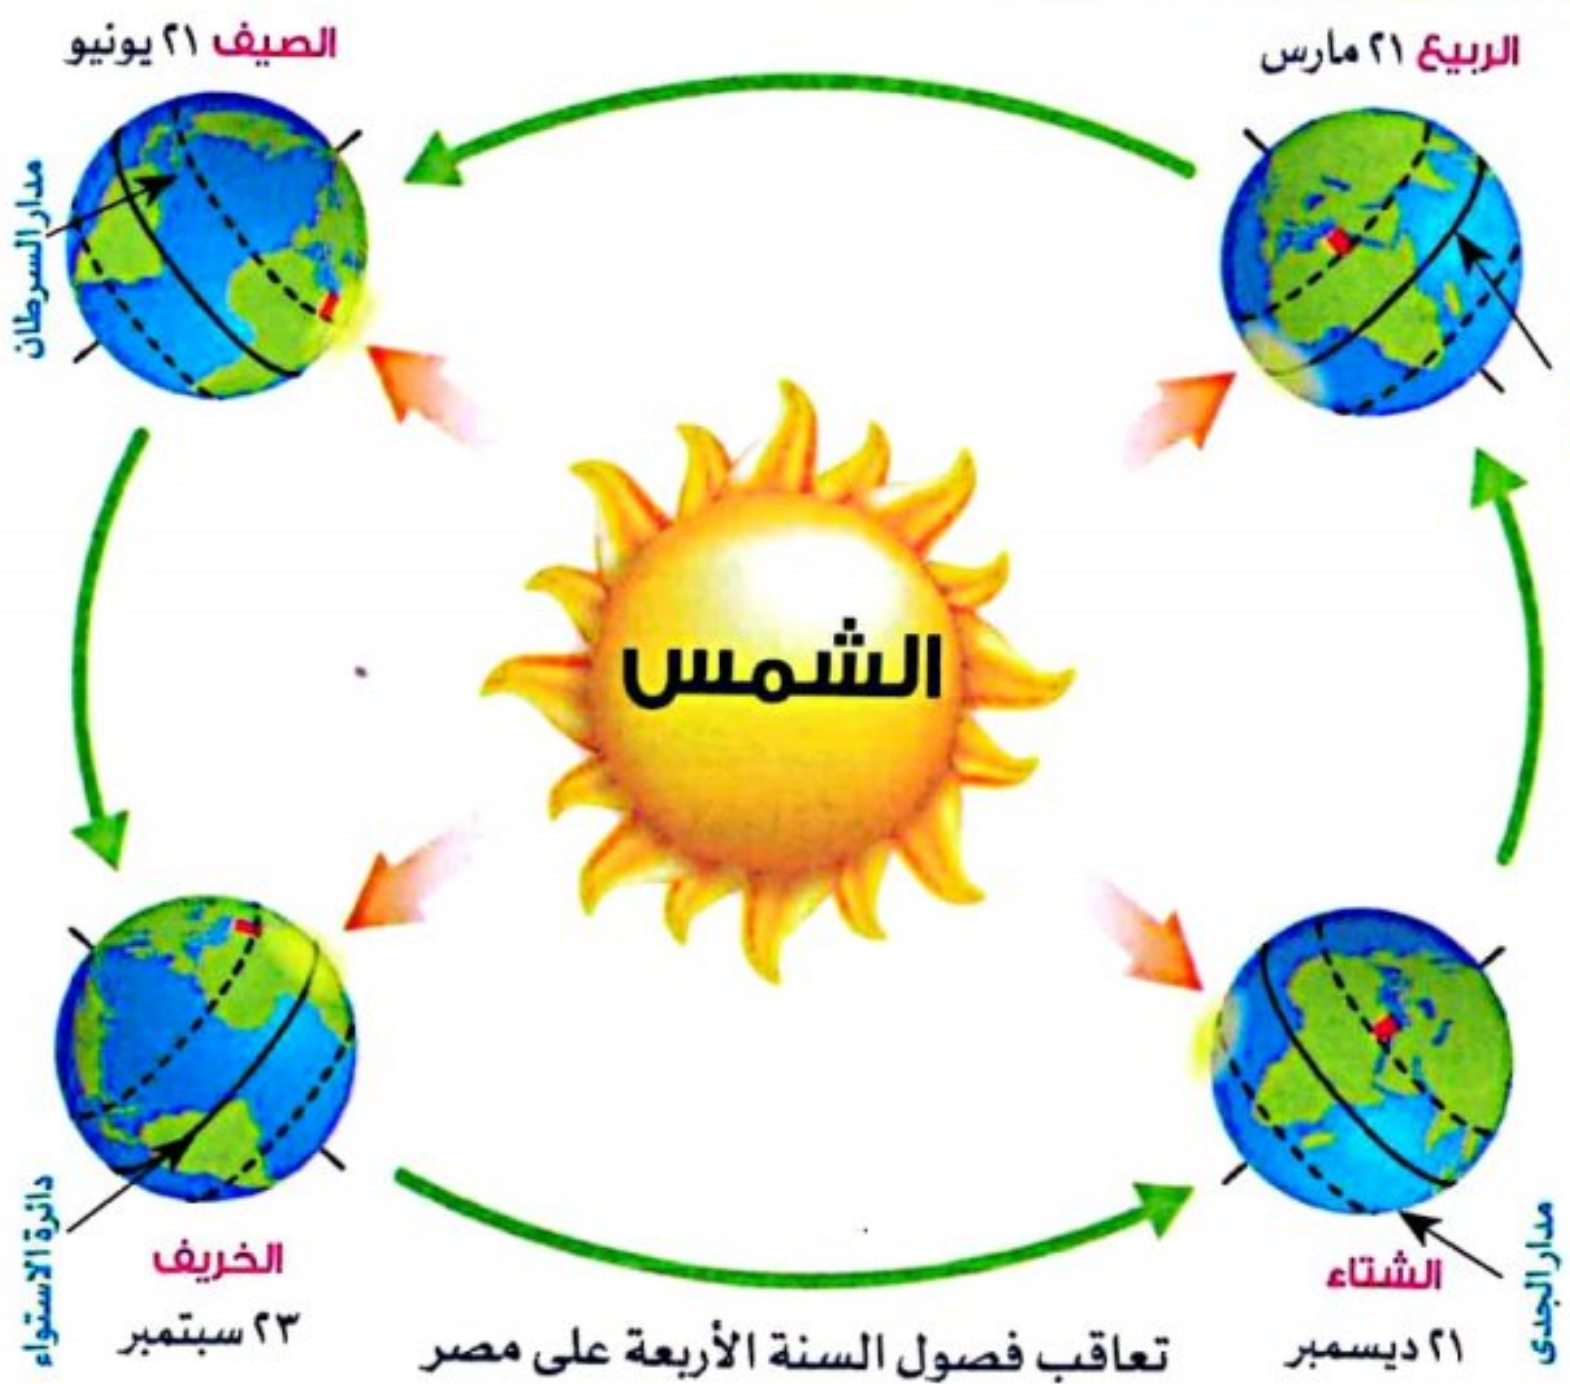 الربيع ٢١ مارس
الصيف ٢١ يونيو
مدار السرطان
الشمس
دائرة الاستواء
الخريف
٢٣ سبتمبر
الشتاء
٢١ ديسمبر
مدار الجدى
تعاقب فصول السنة الأربعة على مصر